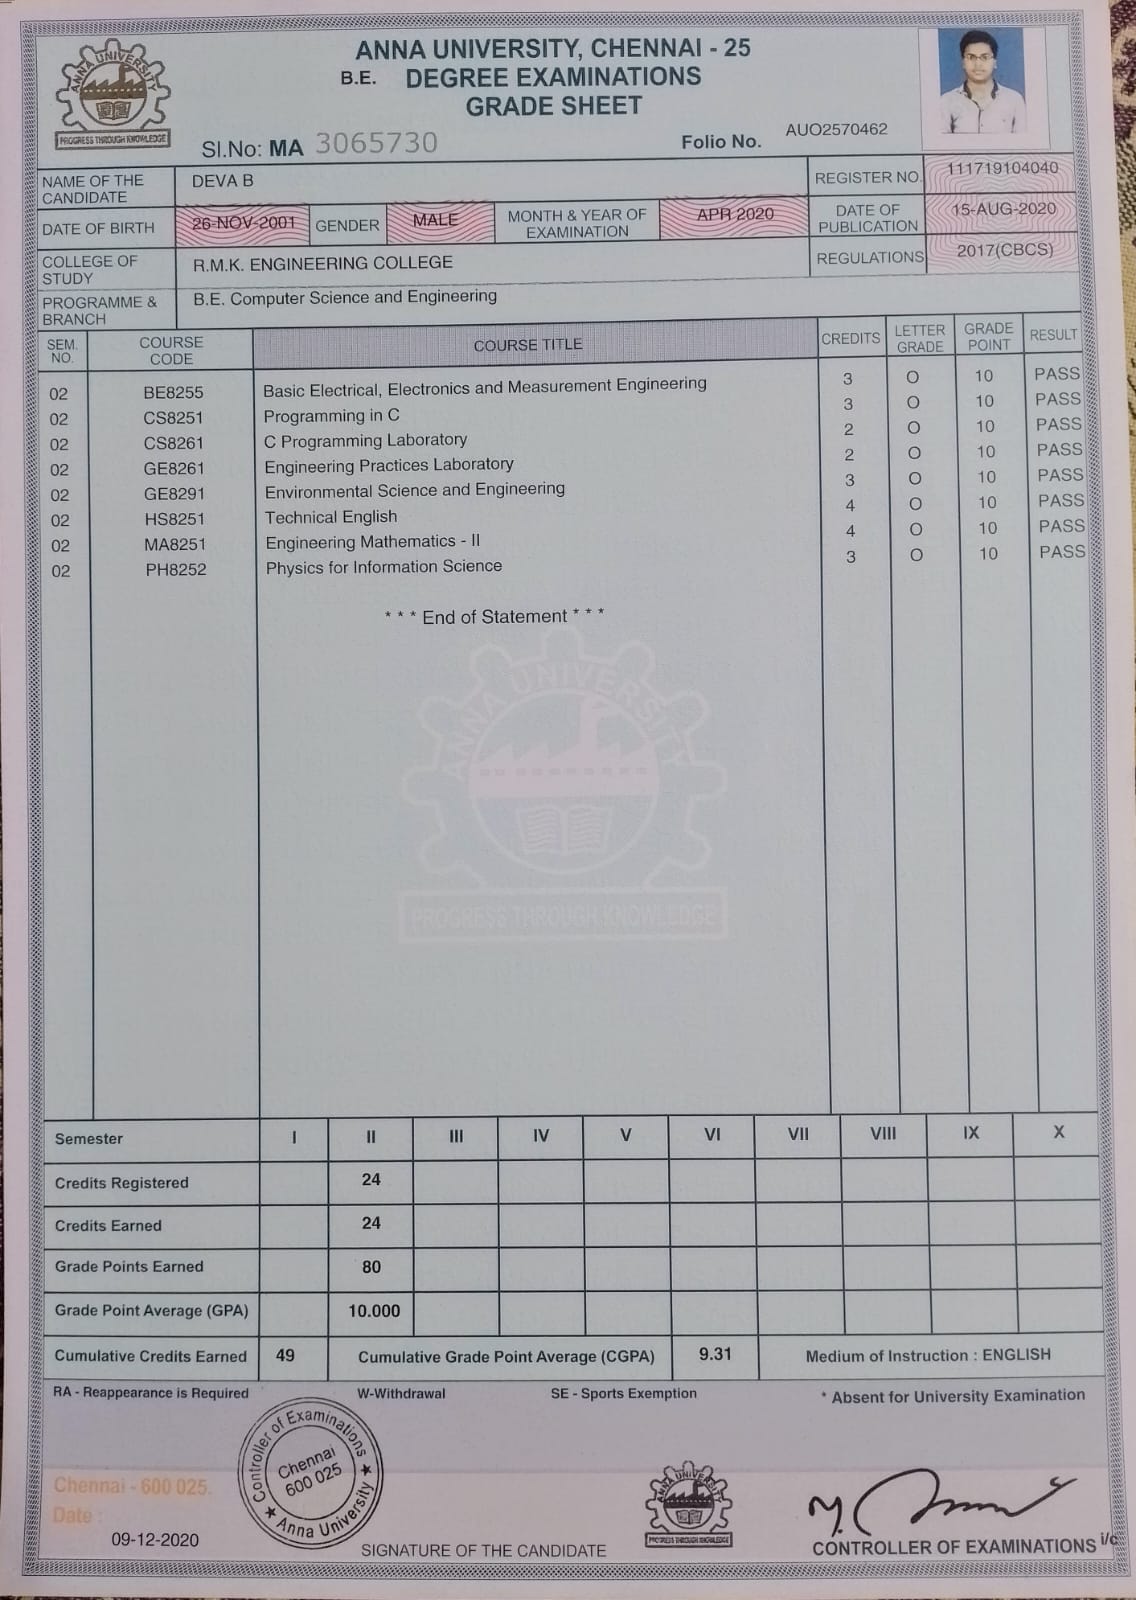 ANNA UNIVERSITY
PROGRESS THROUGH KNOWLEDGE
ANNA UNIVERSITY, CHENNAI - 25
B.E. DEGREE EXAMINATIONS
GRADE SHEET
Sl.No: MA 3065730
Folio No. AUO2570462
NAME OF THE CANDIDATE DEVA B REGISTER NO. 111719104040
DATE OF BIRTH 26-NOV-2001 GENDER MALE MONTH & YEAR OF EXAMINATION APR 2020 DATE OF PUBLICATION 15-AUG-2020
COLLEGE OF STUDY R.M.K. ENGINEERING COLLEGE REGULATIONS 2017(CBCS)
PROGRAMME & BRANCH B.E. Computer Science and Engineering
SEM. NO. COURSE CODE COURSE TITLE CREDITS LETTER GRADE GRADE POINT RESULT
02 BE8255 Basic Electrical, Electronics and Measurement Engineering 3 O 10 PASS
02 CS8251 Programming in C 3 O 10 PASS
02 CS8261 C Programming Laboratory 2 O 10 PASS
02 GE8261 Engineering Practices Laboratory 2 O 10 PASS
02 GE8291 Environmental Science and Engineering 3 O 10 PASS
02 HS8251 Technical English 4 O 10 PASS
02 MA8251 Engineering Mathematics - II 4 O 10 PASS
02 PH8252 Physics for Information Science 3 O 10 PASS
* * * End of Statement * * *
ANNA UNIVERSITY
PROGRESS THROUGH KNOWLEDGE
Semester I II III IV V VI VII VIII IX X
Credits Registered 24
Credits Earned 24
Grade Points Earned 80
Grade Point Average (GPA) 10.000
Cumulative Credits Earned 49 Cumulative Grade Point Average (CGPA) 9.31 Medium of Instruction : ENGLISH
RA - Reappearance is Required W-Withdrawal SE - Sports Exemption * Absent for University Examination
Controller of Examinations
Chennai
600 025
★ Anna University ★
Chennai - 600 025.
Date :
09-12-2020
SIGNATURE OF THE CANDIDATE
ANNA UNIVERSITY
PROGRESS THROUGH KNOWLEDGE
CONTROLLER OF EXAMINATIONS i/c